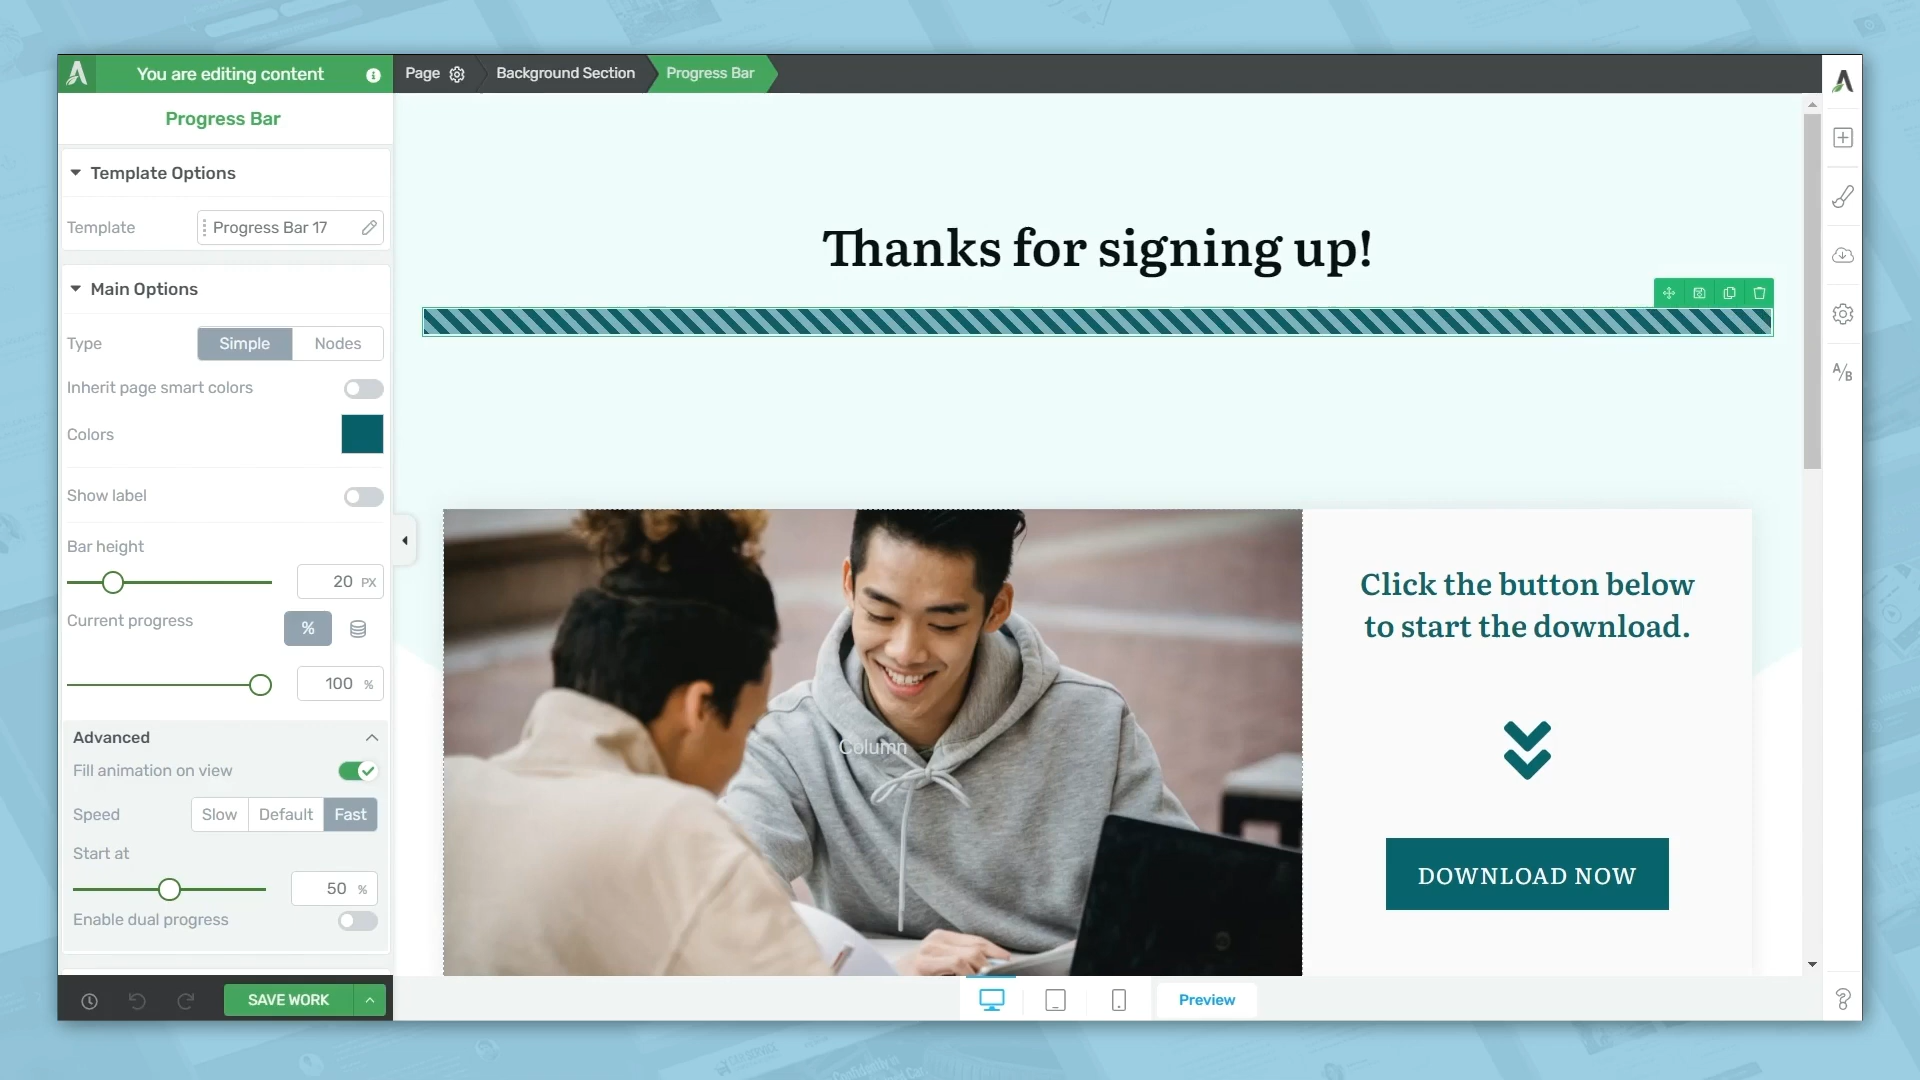 You are editing content
Page
Background Section
Progress Bar
Progress Bar
Template Options
Template
Progress Bar 17
Main Options
Type
Simple
Nodes
Inherit page smart colors
Colors
Show label
Bar height
20 PX
Current progress
%
100 %
Advanced
Fill animation on view
Speed
Slow
Default
Fast
Start at
50 %
Enable dual progress
SAVE WORK
Thanks for signing up!
Column
Click the button below
to start the download.
DOWNLOAD NOW
Preview
A/B